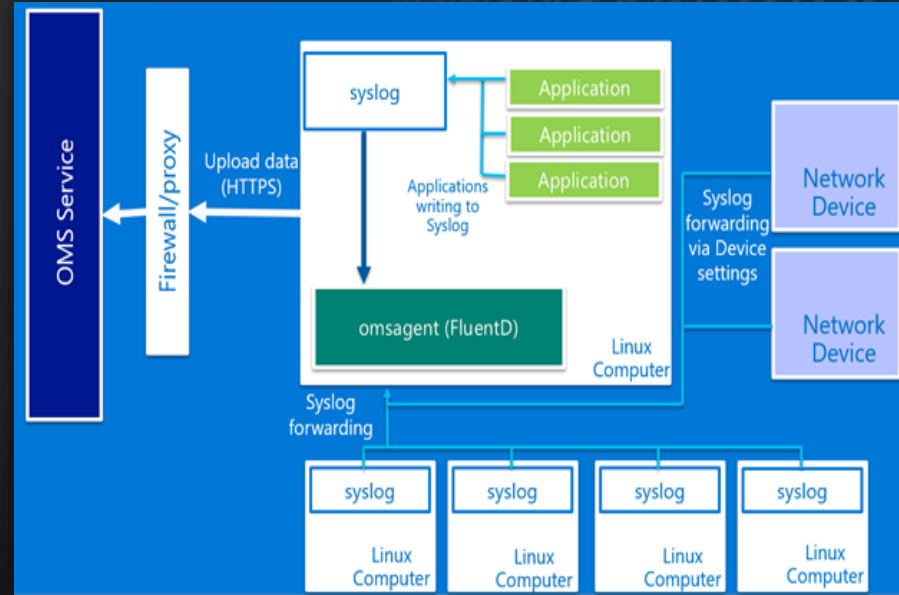 OMS Service
Firewall/proxy
Upload data
(HTTPS)
syslog
Application
Application
Application
Applications
writing to
Syslog
omsagent (FluentD)
Linux
Computer
Syslog
forwarding
via Device
settings
Network
Device
Network
Device
Syslog
forwarding
syslog
Linux
Computer
syslog
Linux
Computer
syslog
Linux
Computer
syslog
Linux
Computer